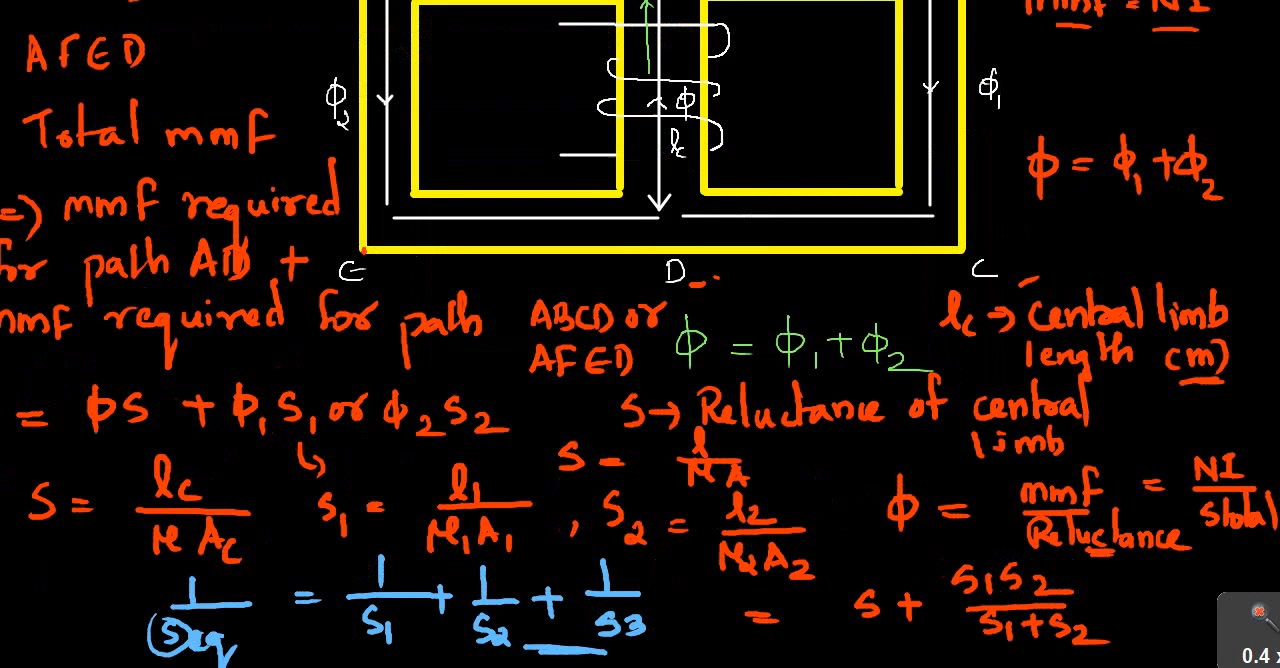 mmf = NI
AFED
Total mmf
=) mmf required
for path AD +
mmf required for path ABCD or
AFED
ϕ2
ϕ
lc
ϕ1
E D C
ϕ = ϕ1 + ϕ2
ϕ = ϕ1 + ϕ2
lc → Central limb
length cm)
= ϕS + ϕ1S1 or ϕ2S2
S → Reluctance of central
limb
S = l/μA
S = lc/μAc
S1 = l1/μ1A1 , S2 = l2/μ2A2
ϕ = mmf/Reluctance = NI/Stotal
1/(S)eq = 1/S1 + 1/S2 + 1/S3
= S + S1S2/S1+S2
0.4 x